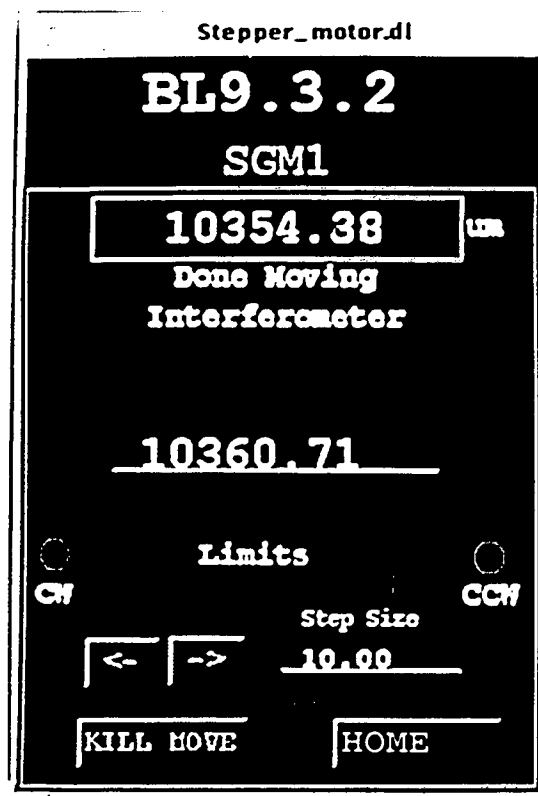 Stepper_motor.dl
BL9.3.2
SGM1
10354.38 um
Done Moving
Interferometer
10360.71
Limits
CW CCW
Step Size
<- -> 10.00
KILL MOVE HOME